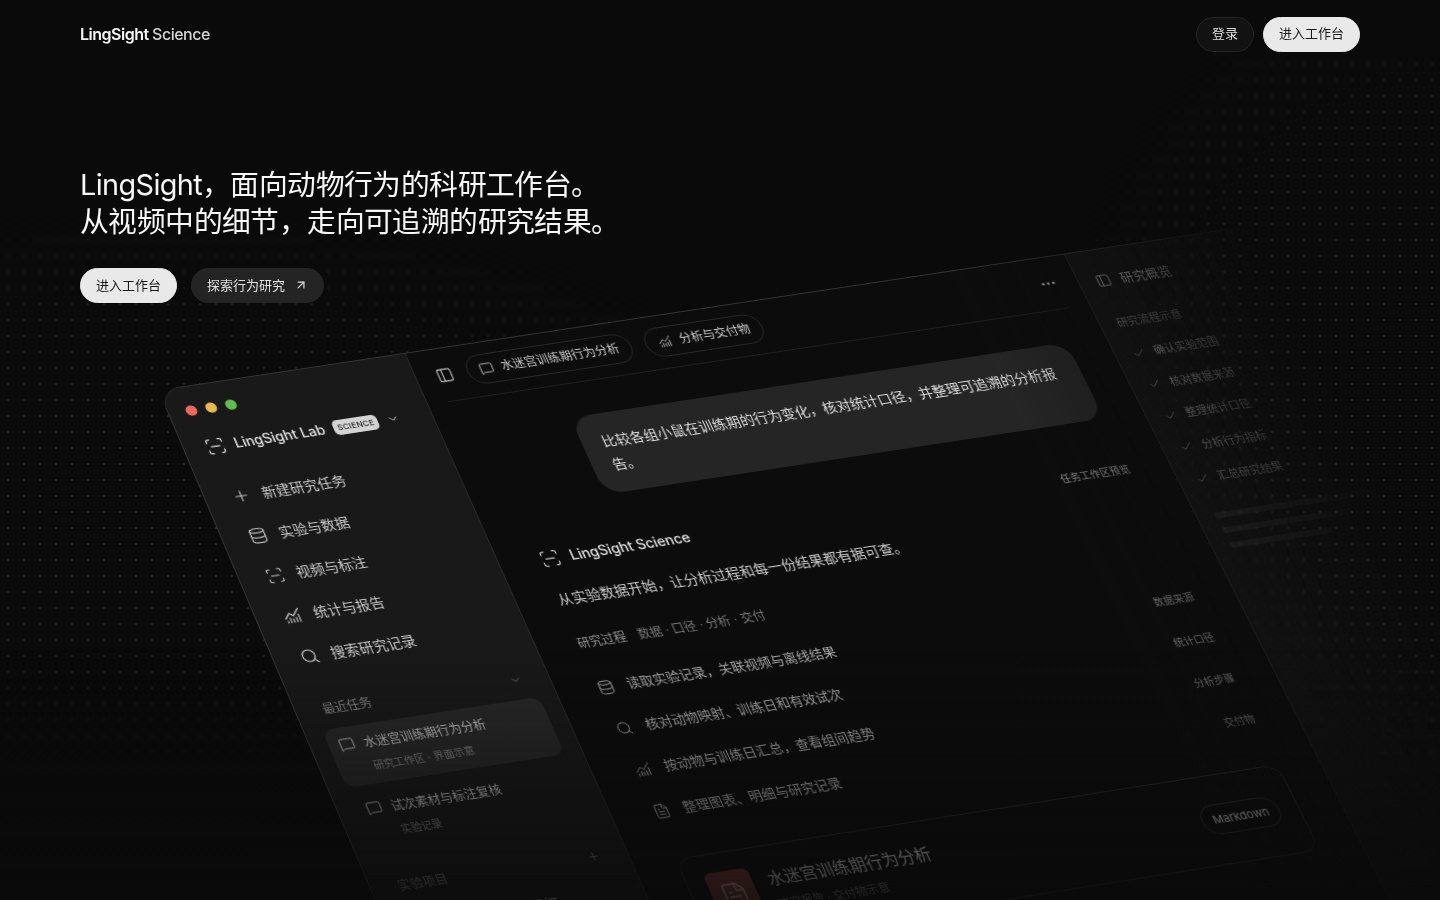 LingSight Science
登录
进入工作台
LingSight，面向动物行为的科研工作台。
从视频中的细节，走向可追溯的研究结果。
进入工作台
探索行为研究
LingSight Lab
SCIENCE
新建研究任务
实验与数据
视频与标注
统计与报告
搜索研究记录
最近任务
水迷宫训练期行为分析
研究工作区 · 界面示意
试次素材与标注复核
实验记录
实验项目
水迷宫训练期行为分析
分析与交付物
比较各组小鼠在训练期的行为变化，核对统计口径，并整理可追溯的分析报
告。
任务工作区预览
LingSight Science
从实验数据开始，让分析过程和每一份结果都有据可查。
研究过程 数据 · 口径 · 分析 · 交付
读取实验记录，关联视频与离线结果
数据来源
核对动物映射、训练日和有效试次
统计口径
按动物与训练日汇总，查看组间趋势
分析步骤
整理图表、明细与研究记录
交付物
水迷宫训练期行为分析
交付物示意
Markdown
研究概览
研究流程示意
确认实验范围
核对数据来源
整理统计口径
分析行为指标
汇总研究结果